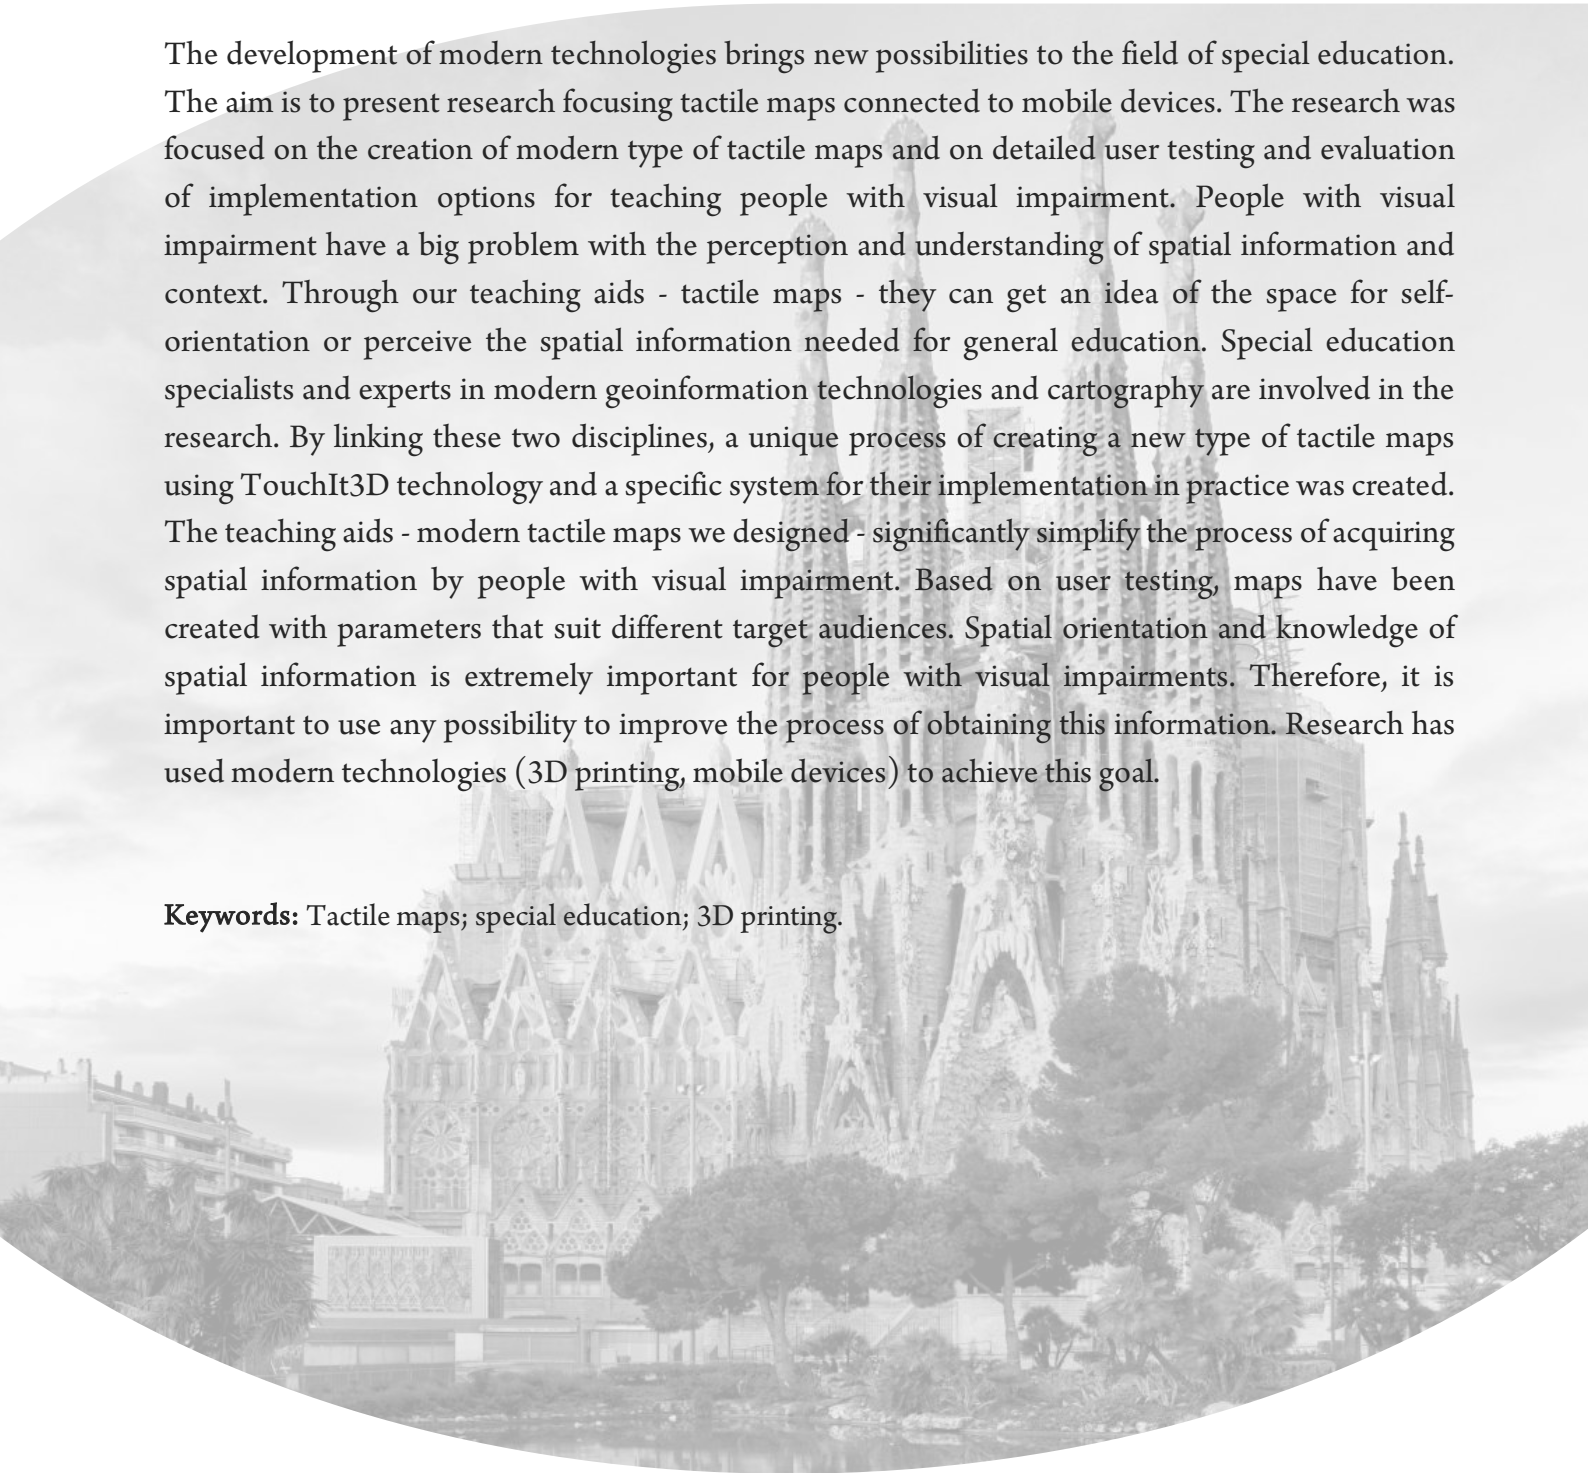 The development of modern technologies brings new possibilities to the field of special education.
The aim is to present research focusing tactile maps connected to mobile devices. The research was
focused on the creation of modern type of tactile maps and on detailed user testing and evaluation
of implementation options for teaching people with visual impairment. People with visual
impairment have a big problem with the perception and understanding of spatial information and
context. Through our teaching aids - tactile maps - they can get an idea of the space for self-
orientation or perceive the spatial information needed for general education. Special education
specialists and experts in modern geoinformation technologies and cartography are involved in the
research. By linking these two disciplines, a unique process of creating a new type of tactile maps
using TouchIt3D technology and a specific system for their implementation in practice was created.
The teaching aids - modern tactile maps we designed - significantly simplify the process of acquiring
spatial information by people with visual impairment. Based on user testing, maps have been
created with parameters that suit different target audiences. Spatial orientation and knowledge of
spatial information is extremely important for people with visual impairments. Therefore, it is
important to use any possibility to improve the process of obtaining this information. Research has
used modern technologies (3D printing, mobile devices) to achieve this goal.
Keywords: Tactile maps; special education; 3D printing.